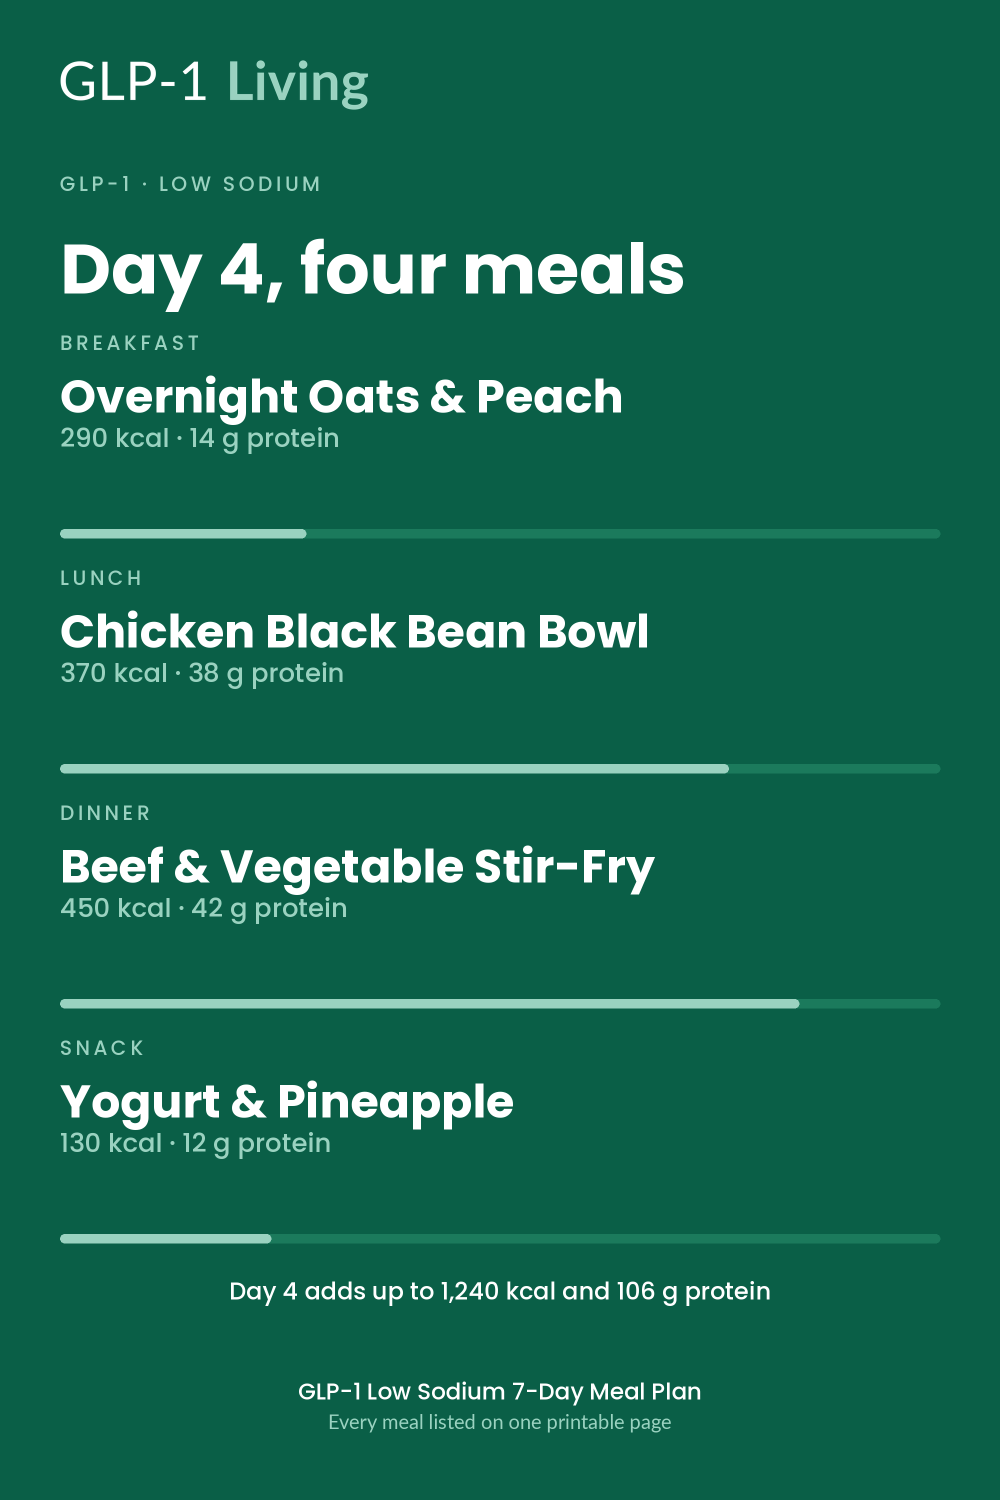 GLP-1 Living
GLP-1 · LOW SODIUM
Day 4, four meals
BREAKFAST
Overnight Oats & Peach
290 kcal · 14 g protein
LUNCH
Chicken Black Bean Bowl
370 kcal · 38 g protein
DINNER
Beef & Vegetable Stir-Fry
450 kcal · 42 g protein
SNACK
Yogurt & Pineapple
130 kcal · 12 g protein
Day 4 adds up to 1,240 kcal and 106 g protein
GLP-1 Low Sodium 7-Day Meal Plan
Every meal listed on one printable page